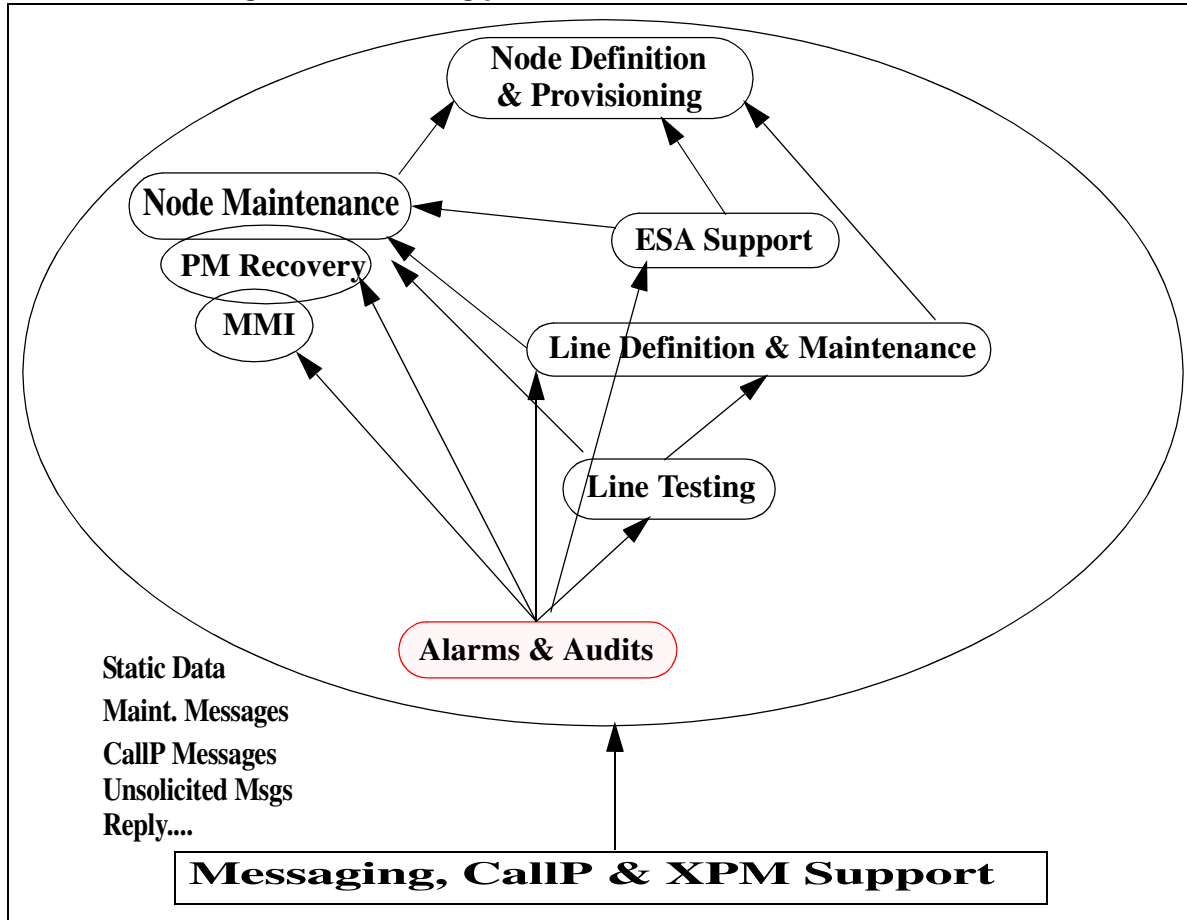 Node Definition
& Provisioning
Node Maintenance
ESA Support
PM Recovery
MMI
Line Definition & Maintenance
Line Testing
Alarms & Audits
Static Data
Maint. Messages
CallP Messages
Unsolicited Msgs
Reply....
Messaging, CallP & XPM Support